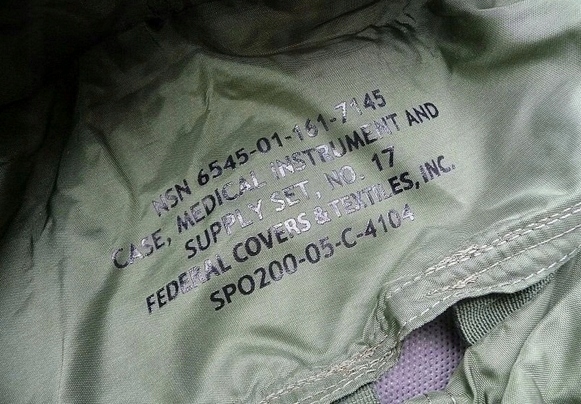 NSN 6545-01-161-7145
CASE, MEDICAL INSTRUMENT AND
SUPPLY SET, NO. 17
FEDERAL COVERS & TEXTILES, INC.
SPO200-05-C-4104